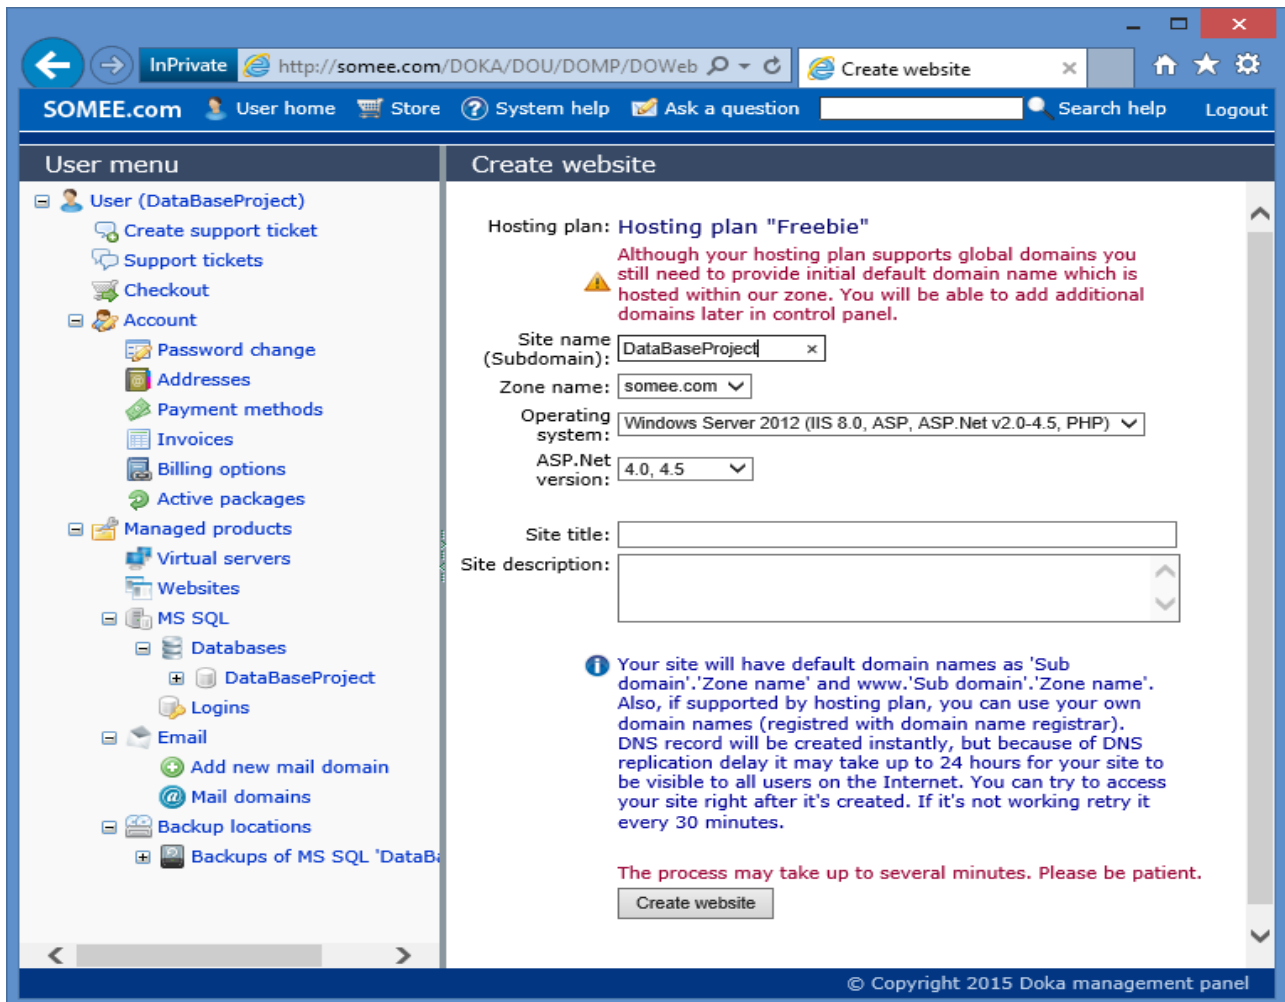 InPrivate http://somee.com/DOKA/DOU/DOMP/DOWeb Create website
SOMEE.com User home Store System help Ask a question Search help Logout
User menu
User (DataBaseProject)
Create support ticket
Support tickets
Checkout
Account
Password change
Addresses
Payment methods
Invoices
Billing options
Active packages
Managed products
Virtual servers
Websites
MS SQL
Databases
DataBaseProject
Logins
Email
Add new mail domain
Mail domains
Backup locations
Backups of MS SQL 'DataBa
Create website
Hosting plan: Hosting plan "Freebie"
Although your hosting plan supports global domains you
still need to provide initial default domain name which is
hosted within our zone. You will be able to add additional
domains later in control panel.
Site name
(Subdomain): DataBaseProject
Zone name: somee.com
Operating
system: Windows Server 2012 (IIS 8.0, ASP, ASP.Net v2.0-4.5, PHP)
ASP.Net
version: 4.0, 4.5
Site title:
Site description:
Your site will have default domain names as 'Sub
domain'.'Zone name' and www.'Sub domain'.'Zone name'.
Also, if supported by hosting plan, you can use your own
domain names (registred with domain name registrar).
DNS record will be created instantly, but because of DNS
replication delay it may take up to 24 hours for your site to
be visible to all users on the Internet. You can try to access
your site right after it's created. If it's not working retry it
every 30 minutes.
The process may take up to several minutes. Please be patient.
Create website
© Copyright 2015 Doka management panel